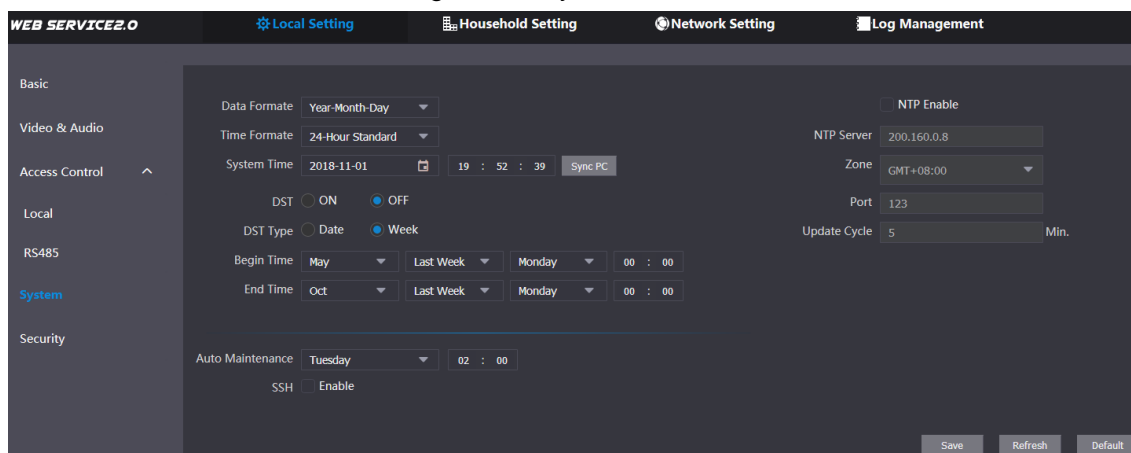 WEB SERVICE2.0 Local Setting Household Setting Network Setting Log Management
Basic
Video & Audio
Access Control
Local
RS485
System
Security
Data Formate Year-Month-Day
Time Formate 24-Hour Standard
System Time 2018-11-01 19 : 52 : 39 Sync PC
DST ON OFF
DST Type Date Week
Begin Time May Last Week Monday 00 : 00
End Time Oct Last Week Monday 00 : 00
Auto Maintenance Tuesday 02 : 00
SSH Enable
NTP Enable
NTP Server 200.160.0.8
Zone GMT+08:00
Port 123
Update Cycle 5 Min.
Save Refresh Default